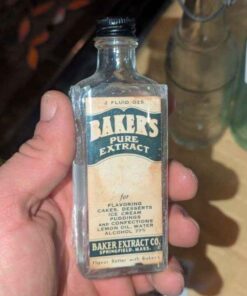 2 FLUID OZS
BAKER'S
PURE
EXTRACT
for
FLAVORING
CAKES, DESSERTS
ICE CREAM
PUDDINGS
AND CONFECTIONS
LEMON OIL, WATER
ALCOHOL
BAKER EXTRACT CO.
SPRINGFIELD, MASS.
Flavor Better with Baker's